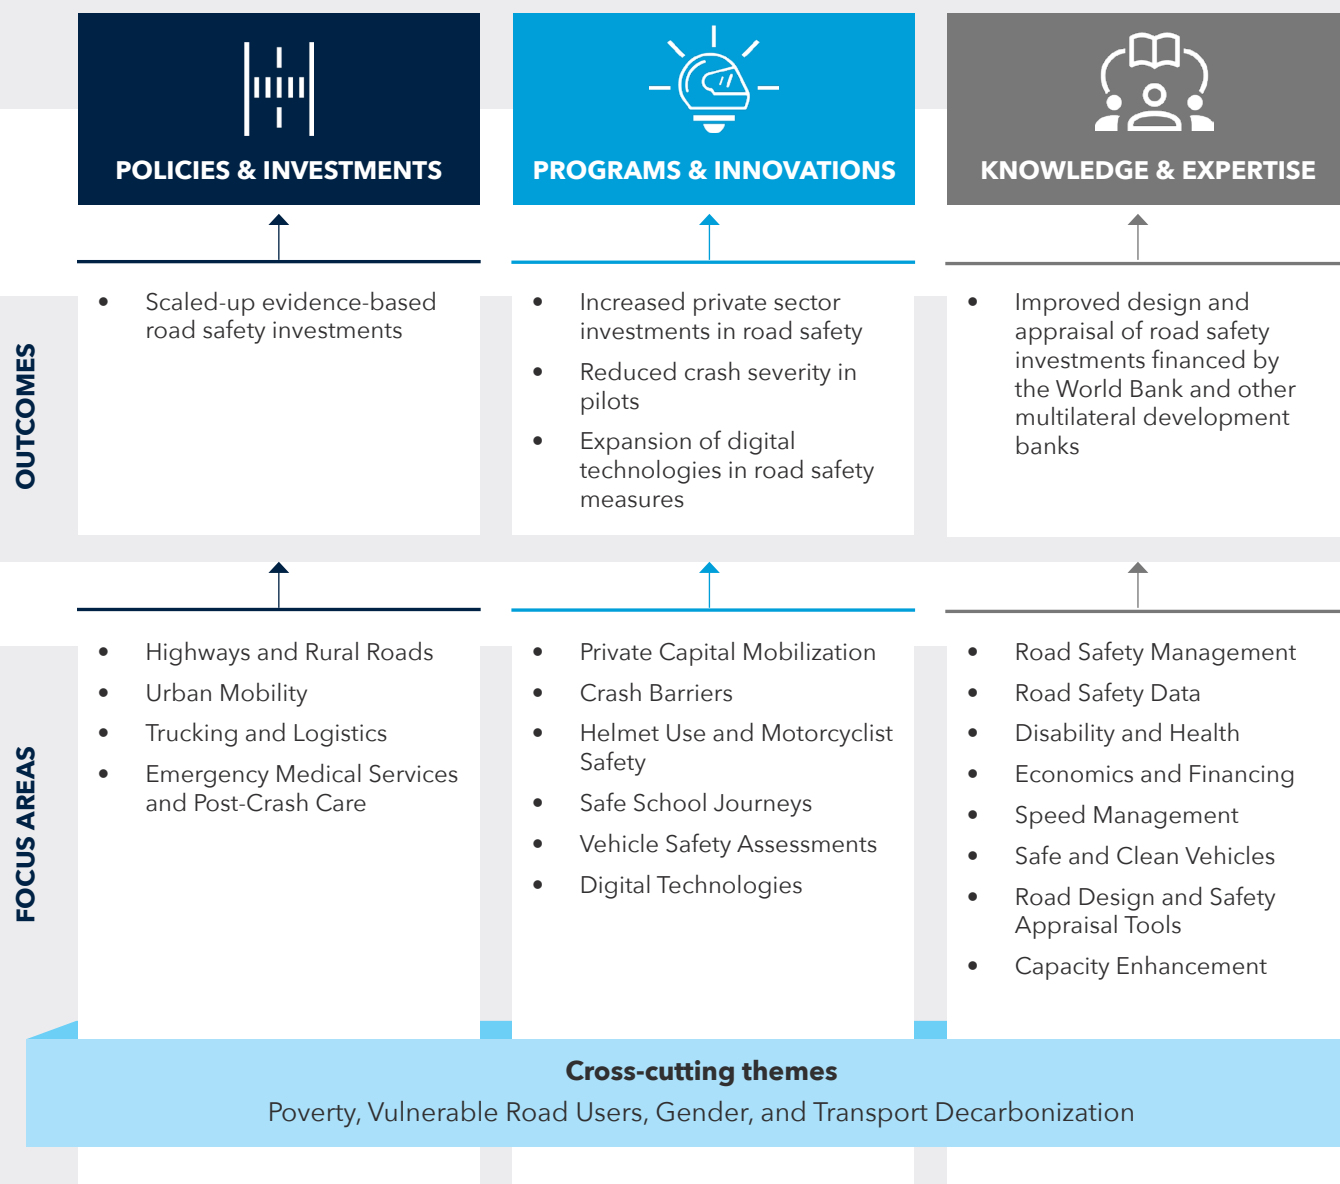 POLICIES & INVESTMENTS
PROGRAMS & INNOVATIONS
KNOWLEDGE & EXPERTISE
OUTCOMES
• Scaled-up evidence-based
road safety investments
• Increased private sector
investments in road safety
• Reduced crash severity in
pilots
• Expansion of digital
technologies in road safety
measures
• Improved design and
appraisal of road safety
investments financed by
the World Bank and other
multilateral development
banks
FOCUS AREAS
• Highways and Rural Roads
• Urban Mobility
• Trucking and Logistics
• Emergency Medical Services
and Post-Crash Care
• Private Capital Mobilization
• Crash Barriers
• Helmet Use and Motorcyclist
Safety
• Safe School Journeys
• Vehicle Safety Assessments
• Digital Technologies
• Road Safety Management
• Road Safety Data
• Disability and Health
• Economics and Financing
• Speed Management
• Safe and Clean Vehicles
• Road Design and Safety
Appraisal Tools
• Capacity Enhancement
Cross-cutting themes
Poverty, Vulnerable Road Users, Gender, and Transport Decarbonization